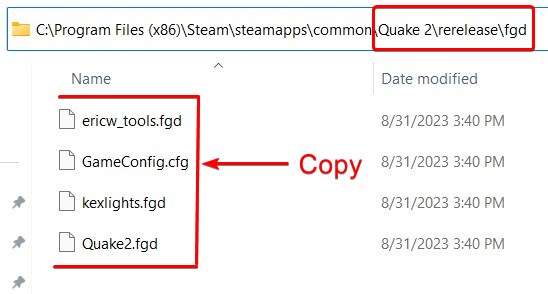 C:\Program Files (x86)\Steam\steamapps\common\Quake 2\rerelease\fgd
Name Date modified
ericw_tools.fgd 8/31/2023 3:40 PM
GameConfig.cfg Copy 8/31/2023 3:40 PM
kexlights.fgd 8/31/2023 3:40 PM
Quake2.fgd 8/31/2023 3:40 PM